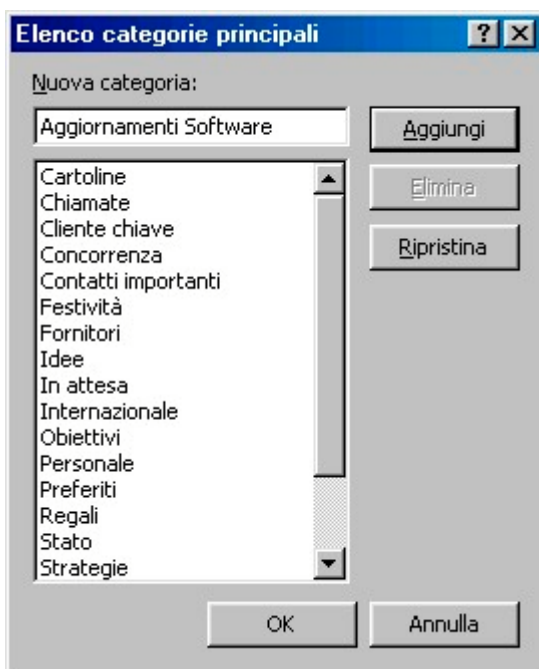 Elenco categorie principali
Nuova categoria:
Aggiornamenti Software
Aggiungi
Elimina
Ripristina
Cartoline
Chiamate
Cliente chiave
Concorrenza
Contatti importanti
Festività
Fornitori
Idee
In attesa
Internazionale
Obiettivi
Personale
Preferiti
Regali
Stato
Strategie
OK
Annulla